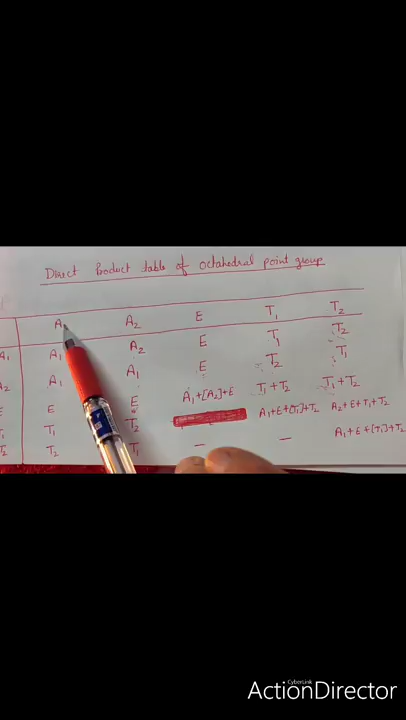 Direct Product table of octahedral point group
A₁ A₂ E T₁ T₂
A₁ A₁ A₂ E T₁ T₂
A₂ A₁ A₁ E T₂ T₁
E E E A₁+[A₂]+E T₁+T₂ T₁+T₂
T₁ T₁ T₂ A₁+E+[T₁]+T₂ A₂+E+T₁+T₂
T₂ T₂ T₁ — — A₁+E+[T₁]+T₂
CyberLink
ActionDirector